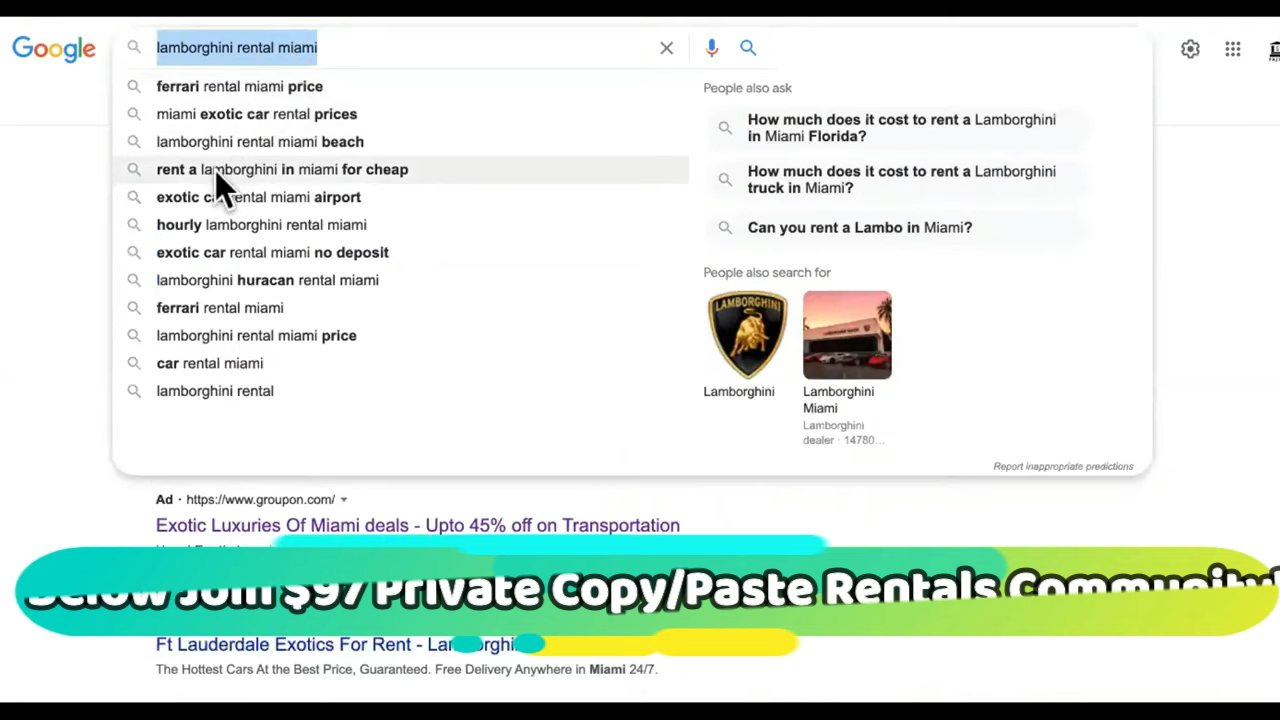 Google
lamborghini rental miami
ferrari rental miami price
miami exotic car rental prices
lamborghini rental miami beach
rent a lamborghini in miami for cheap
exotic rental miami airport
hourly lamborghini rental miami
exotic car rental miami no deposit
lamborghini huracan rental miami
ferrari rental miami
lamborghini rental miami price
car rental miami
lamborghini rental
People also ask
How much does it cost to rent a Lamborghini
in Miami Florida?
How much does it cost to rent a Lamborghini
truck in Miami?
Can you rent a Lambo in Miami?
People also search for
LAMBORGHINI
Lamborghini
Lamborghini
Miami
Lamborghini
dealer · 14780...
Report inappropriate predictions
Ad · https://www.groupon.com/
Exotic Luxuries Of Miami deals - Upto 45% off on Transportation
Below Join $97 Private Copy/Paste Rentals Community!
Ft Lauderdale Exotics For Rent -
The Hottest Cars At the Best Price, Guaranteed. Free Delivery Anywhere in Miami 24/7.